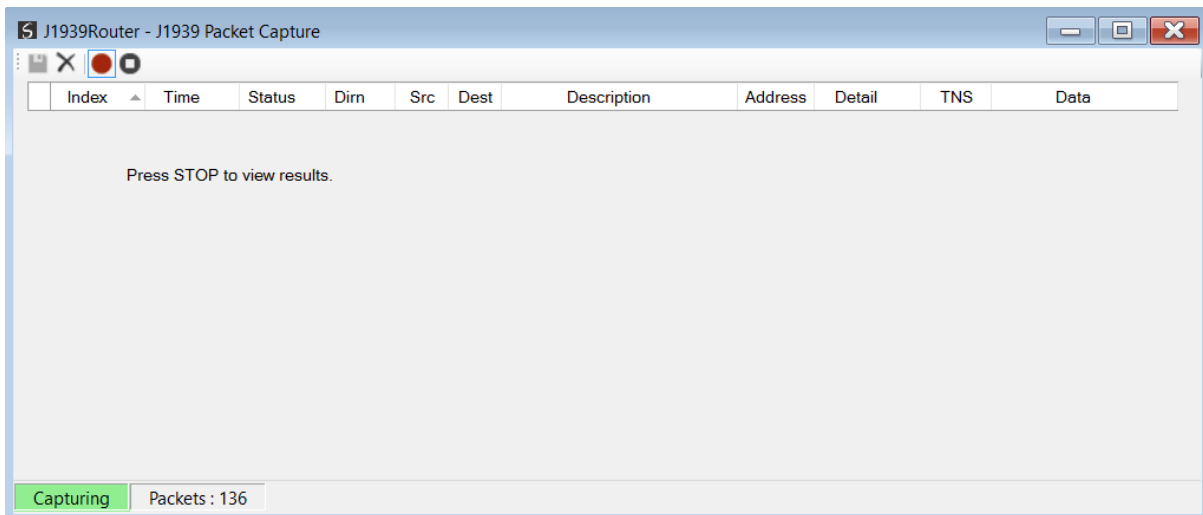 J1939Router - J1939 Packet Capture
Index Time Status Dirn Src Dest Description Address Detail TNS Data
Press STOP to view results.
Capturing Packets : 136